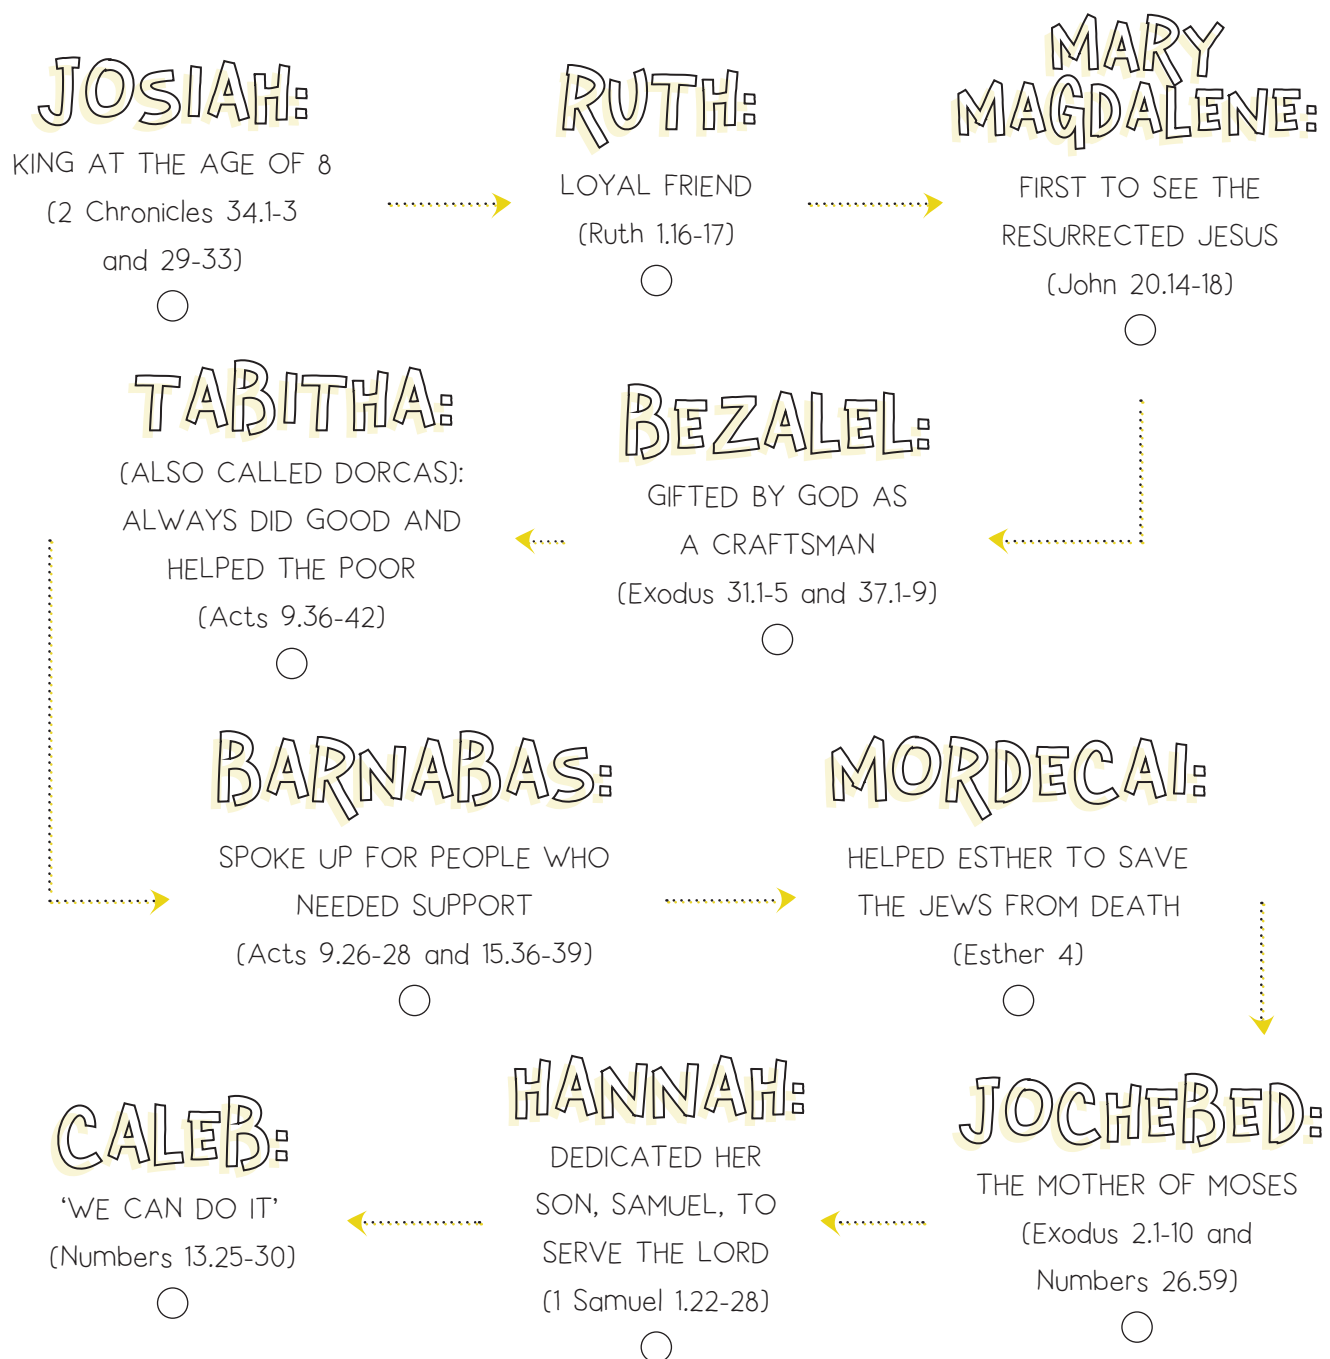 JOSIAH:
KING AT THE AGE OF 8
(2 Chronicles 34.1-3
and 29-33)
RUTH:
LOYAL FRIEND
(Ruth 1.16-17)
MARY
MAGDALENE:
FIRST TO SEE THE
RESURRECTED JESUS
(John 20.14-18)
BEZALEL:
GIFTED BY GOD AS
A CRAFTSMAN
(Exodus 31.1-5 and 37.1-9)
TABITHA:
(ALSO CALLED DORCAS):
ALWAYS DID GOOD AND
HELPED THE POOR
(Acts 9.36-42)
BARNABAS:
SPOKE UP FOR PEOPLE WHO
NEEDED SUPPORT
(Acts 9.26-28 and 15.36-39)
MORDECAI:
HELPED ESTHER TO SAVE
THE JEWS FROM DEATH
(Esther 4)
JOCHEBED:
THE MOTHER OF MOSES
(Exodus 2.1-10 and
Numbers 26.59)
HANNAH:
DEDICATED HER
SON, SAMUEL, TO
SERVE THE LORD
(1 Samuel 1.22-28)
CALEB:
‘WE CAN DO IT’
(Numbers 13.25-30)